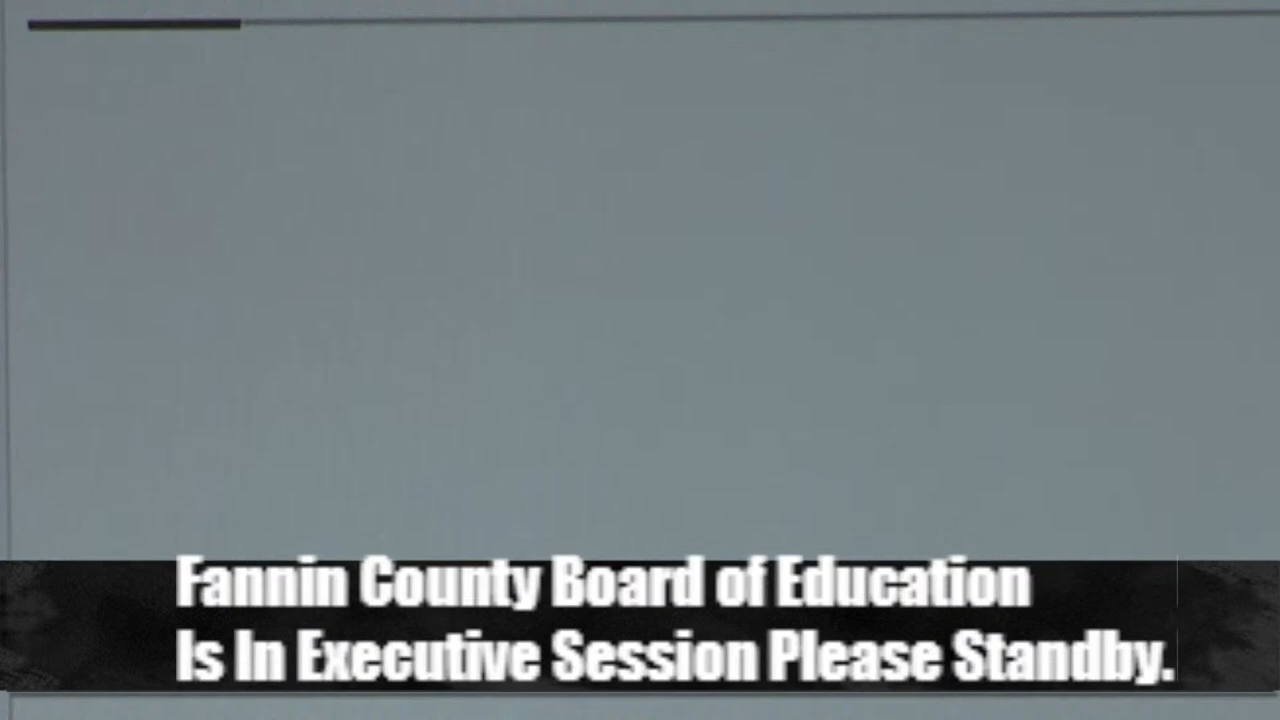 Fannin County Board of Education
Is In Executive Session Please Standby.